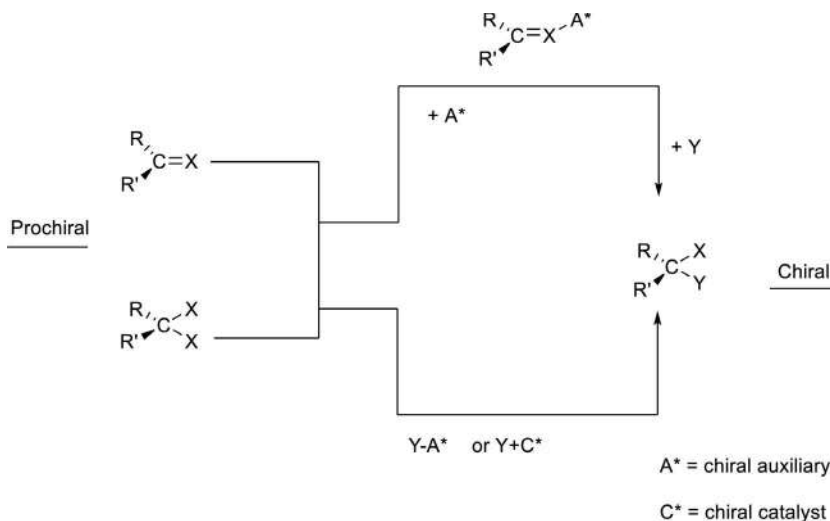 R
C=X-A*
R'
+ A*
+ Y
R
C=X
R'
Prochiral
R
X
C
R'
X
R
X
C
R'
Y
Chiral
Y-A* or Y+C*
A* = chiral auxiliary
C* = chiral catalyst